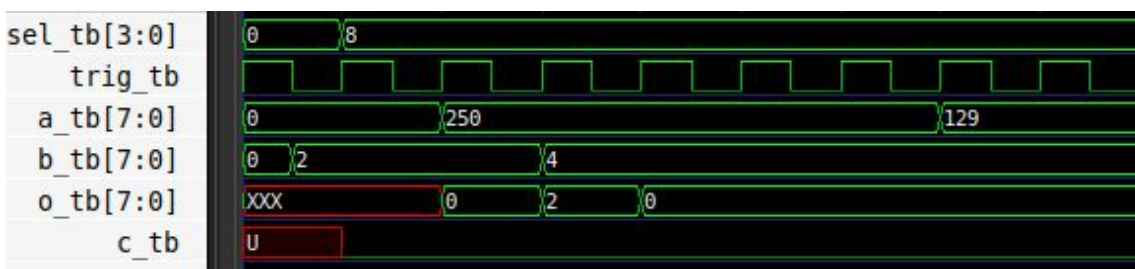 sel_tb[3:0] 0 8
trig_tb
a_tb[7:0] 0 250 129
b_tb[7:0] 0 2 4
o_tb[7:0] XXX 0 2 0
c_tb U